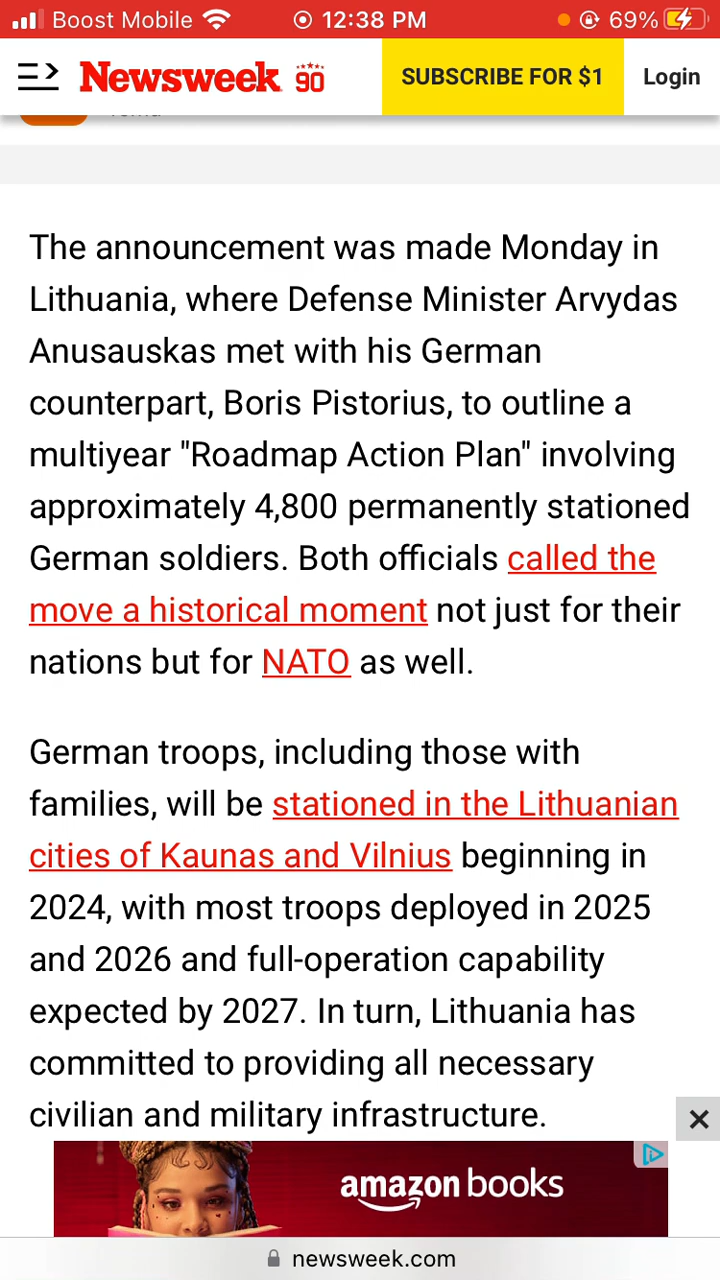 Boost Mobile 12:38 PM 69%
Newsweek 90 SUBSCRIBE FOR $1 Login
The announcement was made Monday in
Lithuania, where Defense Minister Arvydas
Anusauskas met with his German
counterpart, Boris Pistorius, to outline a
multiyear "Roadmap Action Plan" involving
approximately 4,800 permanently stationed
German soldiers. Both officials called the
move a historical moment not just for their
nations but for NATO as well.
German troops, including those with
families, will be stationed in the Lithuanian
cities of Kaunas and Vilnius beginning in
2024, with most troops deployed in 2025
and 2026 and full-operation capability
expected by 2027. In turn, Lithuania has
committed to providing all necessary
civilian and military infrastructure.
amazon books
newsweek.com